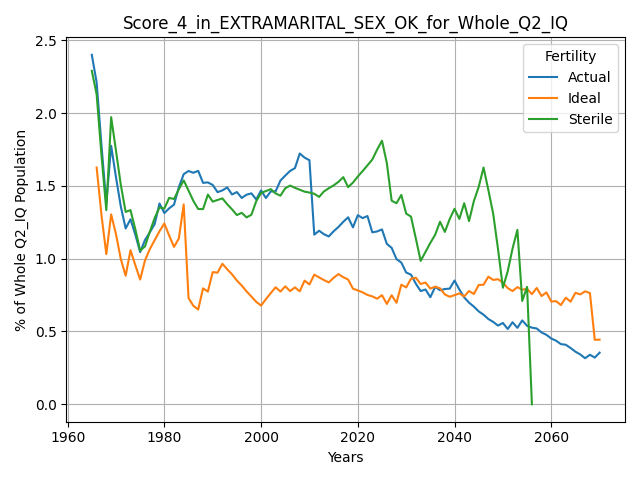 Score_4_in_EXTRAMARITAL_SEX_OK_for_Whole_Q2_IQ
% of Whole Q2_IQ Population
2.5
2.0
1.5
1.0
0.5
0.0
Fertility
Actual
Ideal
Sterile
1960 1980 2000 2020 2040 2060
Years